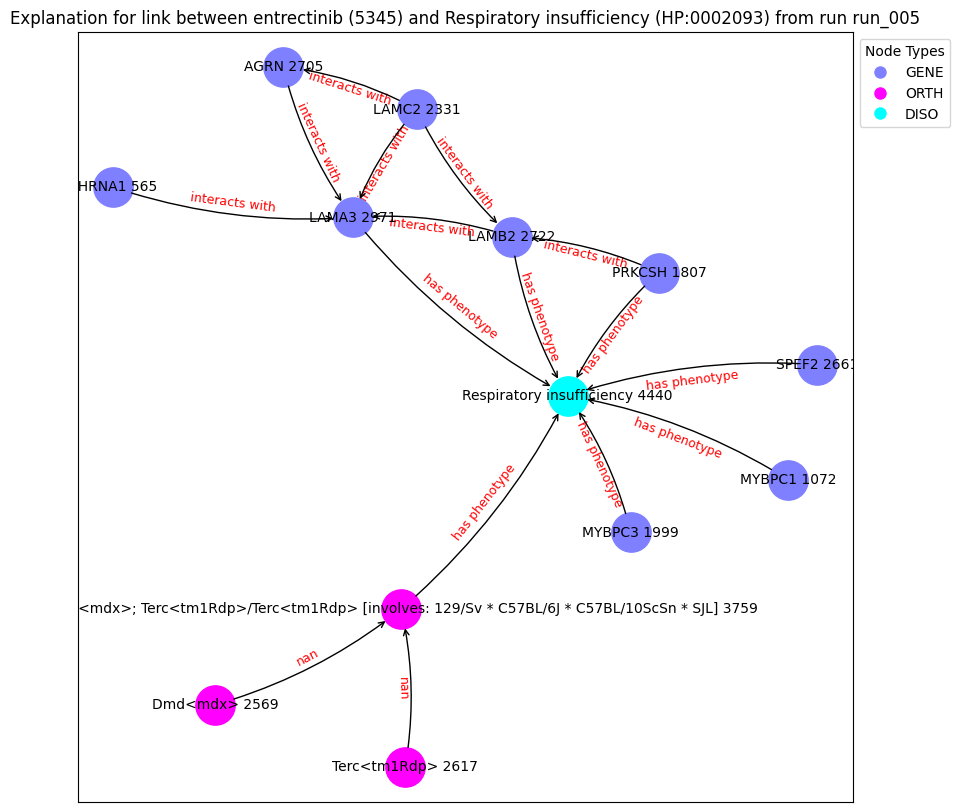 Explanation for link between entrectinib (5345) and Respiratory insufficiency (HP:0002093) from run run_005
Node Types
GENE
ORTH
DISO
AGRN 2705
interacts with
LAMC2 2331
interacts with
interacts with
interacts with
HRNA1 565
interacts with
LAMA3 2971
interacts with
LAMB2 2722
interacts with
PRKCSH 1807
has phenotype
has phenotype
has phenotype
SPEF2 2661
has phenotype
Respiratory insufficiency 4440
has phenotype
has phenotype
MYBPC1 1072
has phenotype
MYBPC3 1999
<mdx>; Terc<tm1Rdp>/Terc<tm1Rdp> [involves: 129/Sv * C57BL/6J * C57BL/10ScSn * SJL] 3759
nan
nan
Dmd<mdx> 2569
Terc<tm1Rdp> 2617